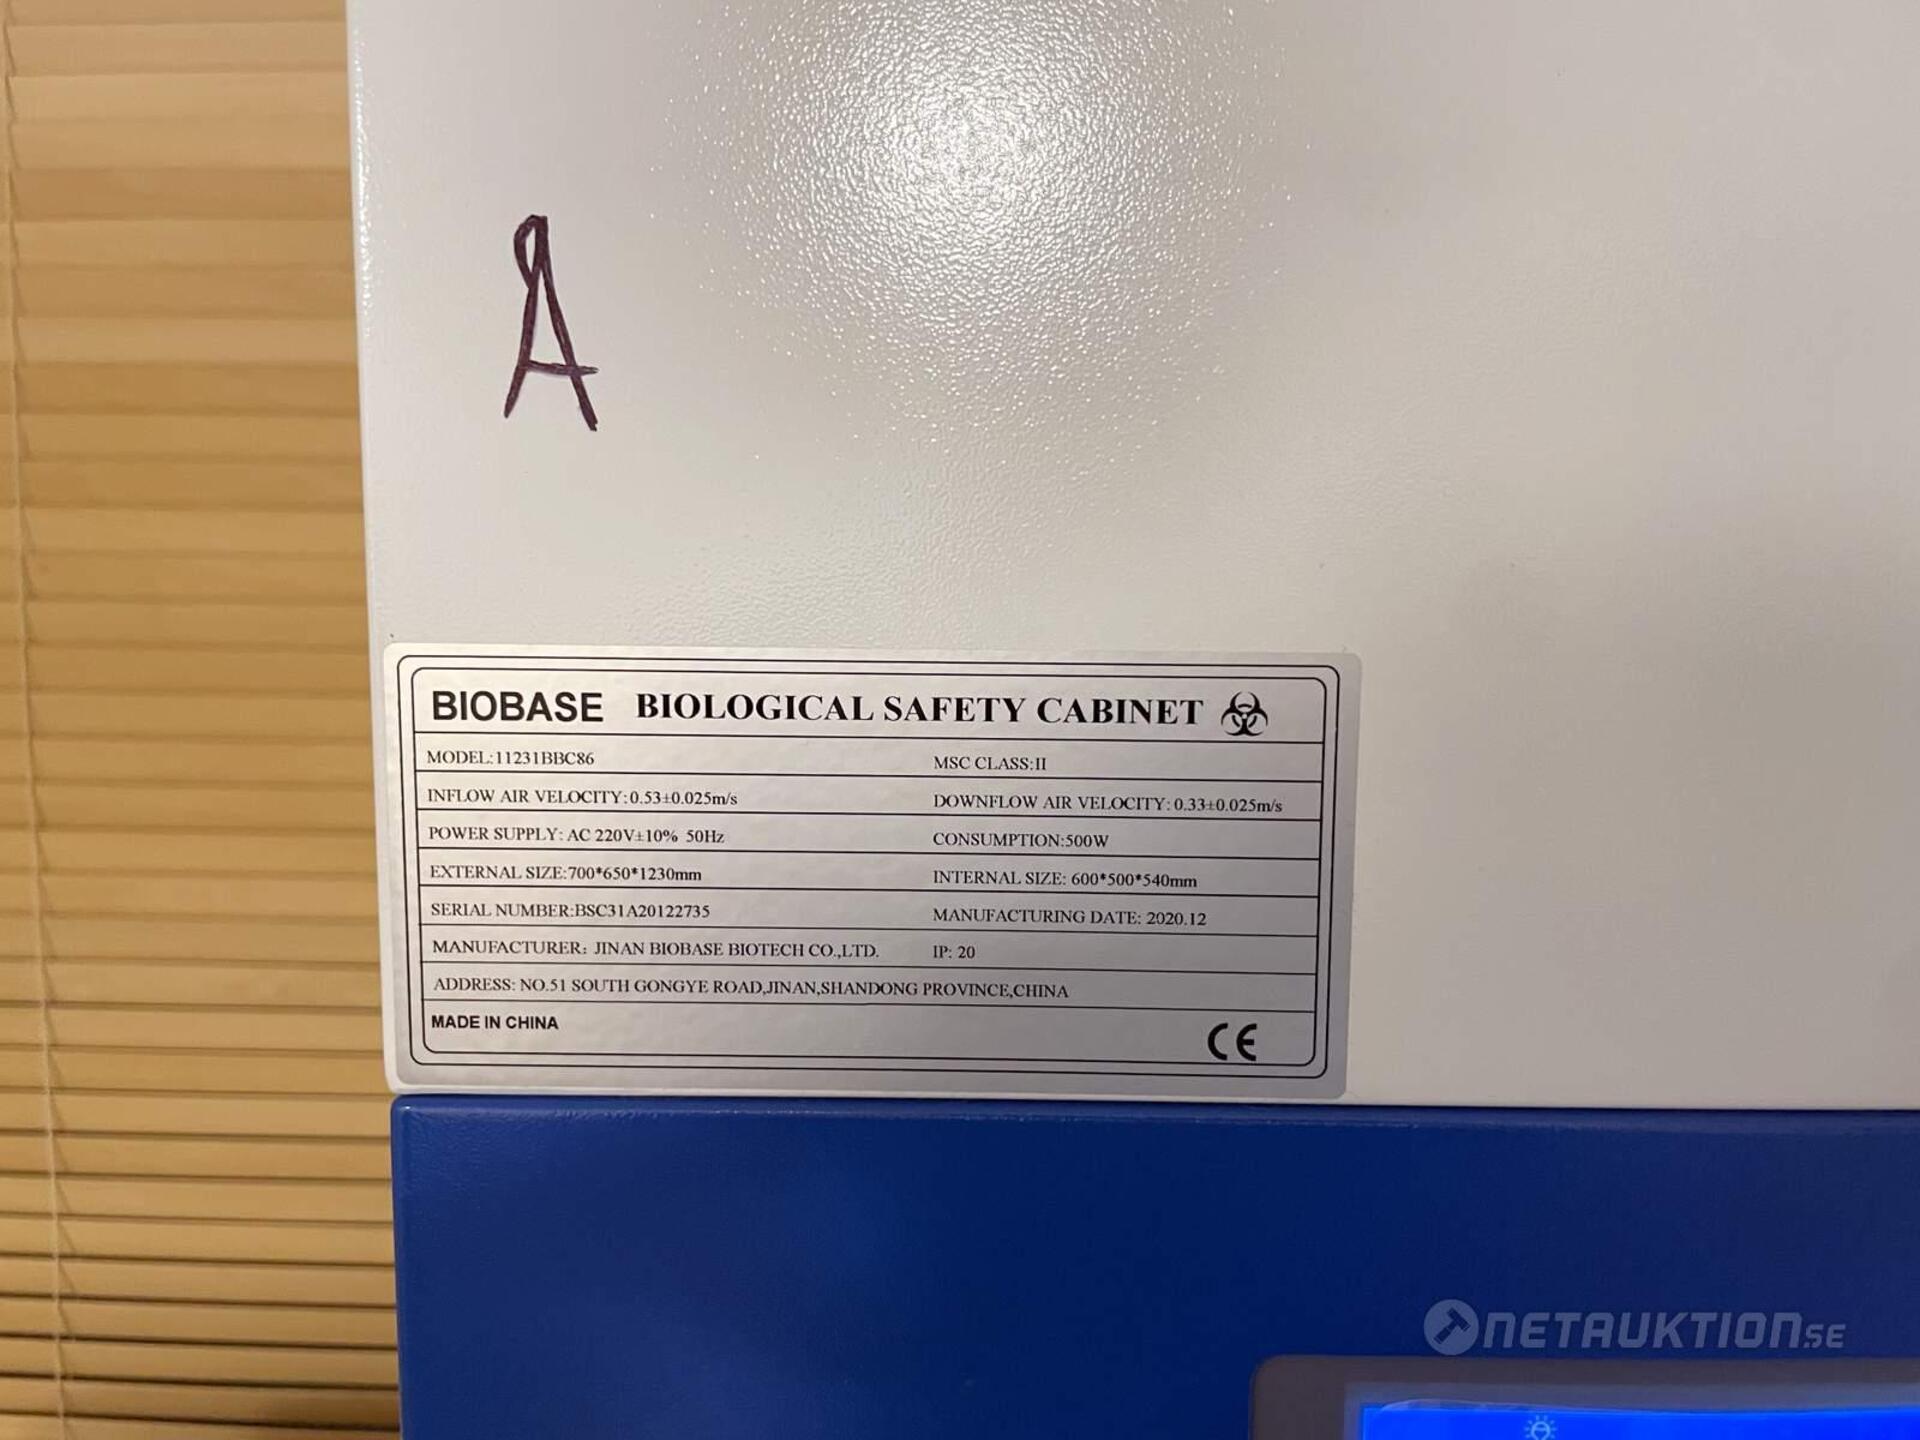 A
BIOBASE BIOLOGICAL SAFETY CABINET
MODEL:11231BBC86 MSC CLASS:II
INFLOW AIR VELOCITY:0.53±0.025m/s DOWNFLOW AIR VELOCITY: 0.33±0.025m/s
POWER SUPPLY: AC 220V±10% 50Hz CONSUMPTION:500W
EXTERNAL SIZE:700*650*1230mm INTERNAL SIZE: 600*500*540mm
SERIAL NUMBER:BSC31A20122735 MANUFACTURING DATE: 2020.12
MANUFACTURER: JINAN BIOBASE BIOTECH CO.,LTD. IP: 20
ADDRESS: NO.51 SOUTH GONGYE ROAD,JINAN,SHANDONG PROVINCE,CHINA
MADE IN CHINA
CE
NETAUKTION.SE